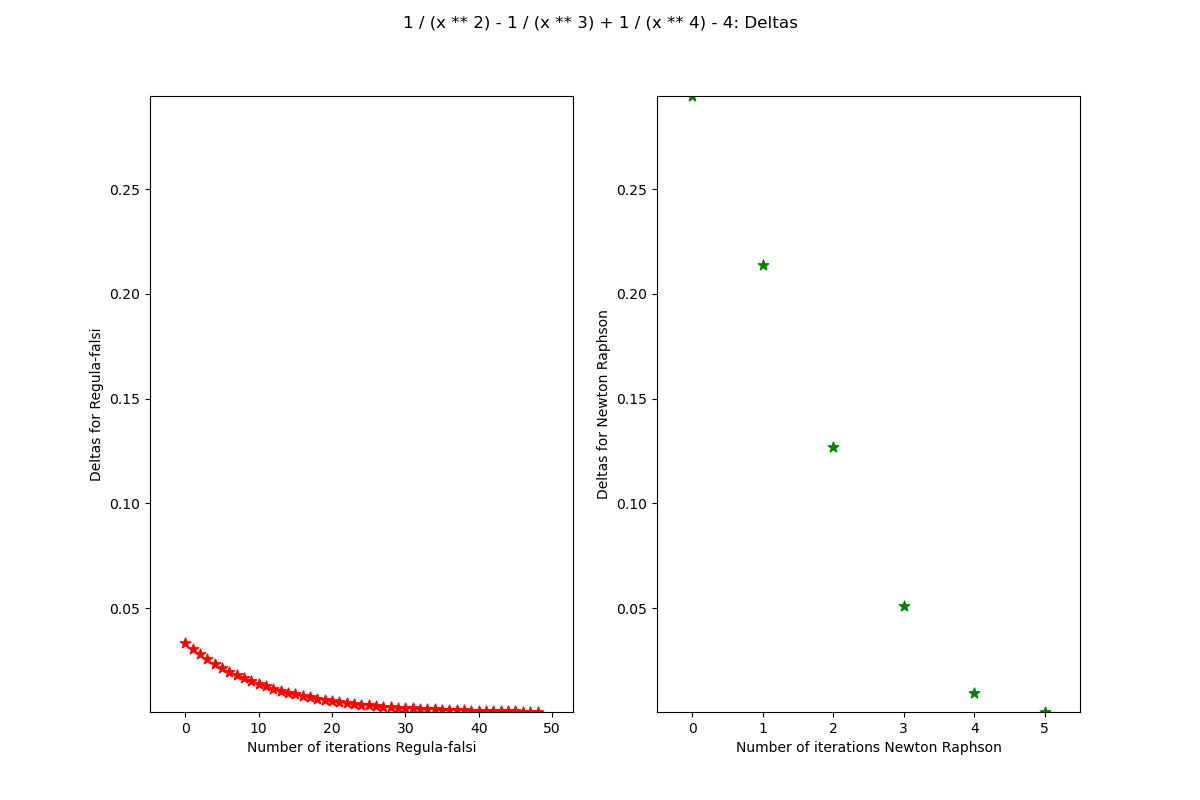 1 / (x ** 2) - 1 / (x ** 3) + 1 / (x ** 4) - 4: Deltas
Deltas for Regula-falsi
0.25
0.20
0.15
0.10
0.05
0 10 20 30 40 50
Number of iterations Regula-falsi
Deltas for Newton Raphson
0.25
0.20
0.15
0.10
0.05
0 1 2 3 4 5
Number of iterations Newton Raphson